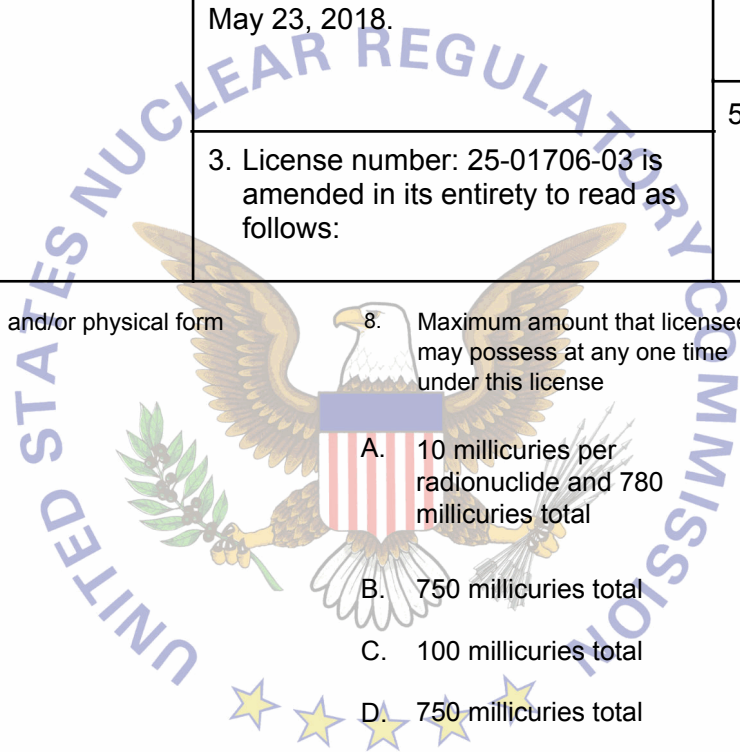 May 23, 2018.
5
3. License number: 25-01706-03 is
amended in its entirety to read as
follows:
and/or physical form
8. Maximum amount that licensee
may possess at any one time
under this license
A. 10 millicuries per
radionuclide and 780
millicuries total
B. 750 millicuries total
C. 100 millicuries total
D. 750 millicuries total
UNITED STATES NUCLEAR REGULATORY COMMISSION